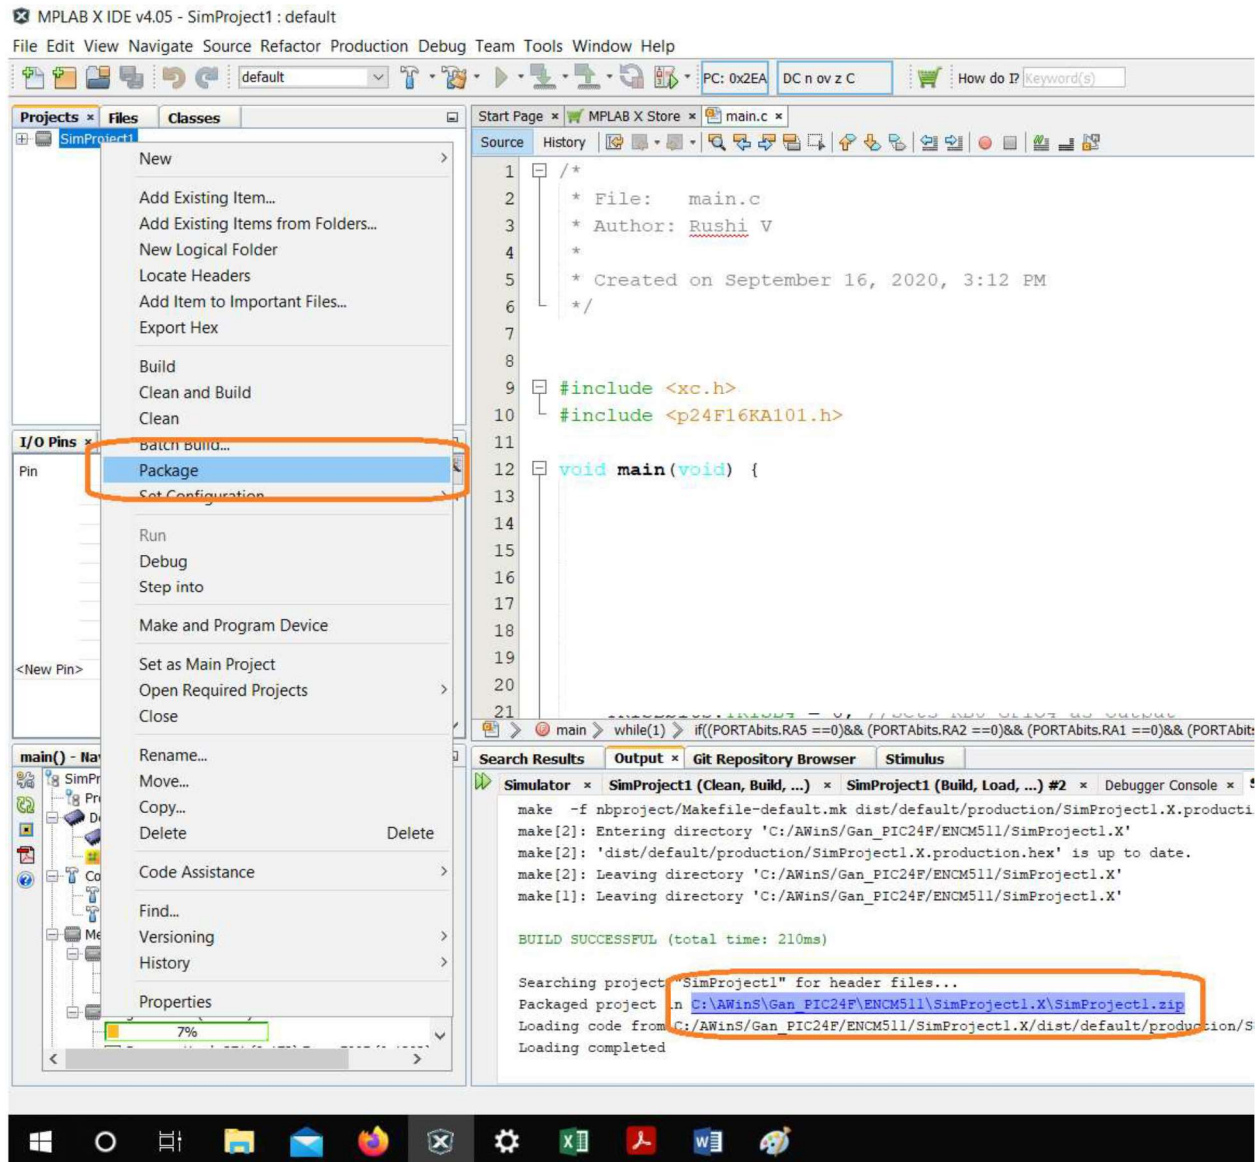 MPLAB X IDE v4.05 - SimProject1 : default
File Edit View Navigate Source Refactor Production Debug Team Tools Window Help
default
PC: 0x2EA
DC n ov z C
How do I? Keyword(s)
Projects Files Classes
SimProject1
New
Add Existing Item...
Add Existing Items from Folders...
New Logical Folder
Locate Headers
Add Item to Important Files...
Export Hex
Build
Clean and Build
Clean
Batch Build...
Package
Set Configuration
Run
Debug
Step into
Make and Program Device
Set as Main Project
Open Required Projects
Close
Rename...
Move...
Copy...
Delete Delete
Code Assistance
Find...
Versioning
History
Properties
I/O Pins
Pin
<New Pin>
main() - Na
SimPr
Pr
D
Co
Me
7%
Start Page MPLAB X Store main.c
Source History
1 /*
2 * File: main.c
3 * Author: Rushi V
4 *
5 * Created on September 16, 2020, 3:12 PM
6 */
7
8
9 #include <xc.h>
10 #include <p24F16KA101.h>
11
12 void main(void) {
13
14
15
16
17
18
19
20
21
main while(1) if((PORTAbits.RA5 ==0)&& (PORTAbits.RA2 ==0)&& (PORTAbits.RA1 ==0)&& (PORTAbits
Search Results Output Git Repository Browser Stimulus
Simulator SimProject1 (Clean, Build, ...) SimProject1 (Build, Load, ...) #2 Debugger Console
make -f nbproject/Makefile-default.mk dist/default/production/SimProject1.X.producti
make[2]: Entering directory 'C:/AWinS/Gan_PIC24F/ENCM511/SimProject1.X'
make[2]: 'dist/default/production/SimProject1.X.production.hex' is up to date.
make[2]: Leaving directory 'C:/AWinS/Gan_PIC24F/ENCM511/SimProject1.X'
make[1]: Leaving directory 'C:/AWinS/Gan_PIC24F/ENCM511/SimProject1.X'
BUILD SUCCESSFUL (total time: 210ms)
Searching project "SimProject1" for header files...
Packaged project in C:\AWinS\Gan_PIC24F\ENCM511\SimProject1.X\SimProject1.zip
Loading code from C:/AWinS/Gan_PIC24F/ENCM511/SimProject1.X/dist/default/production/S
Loading completed